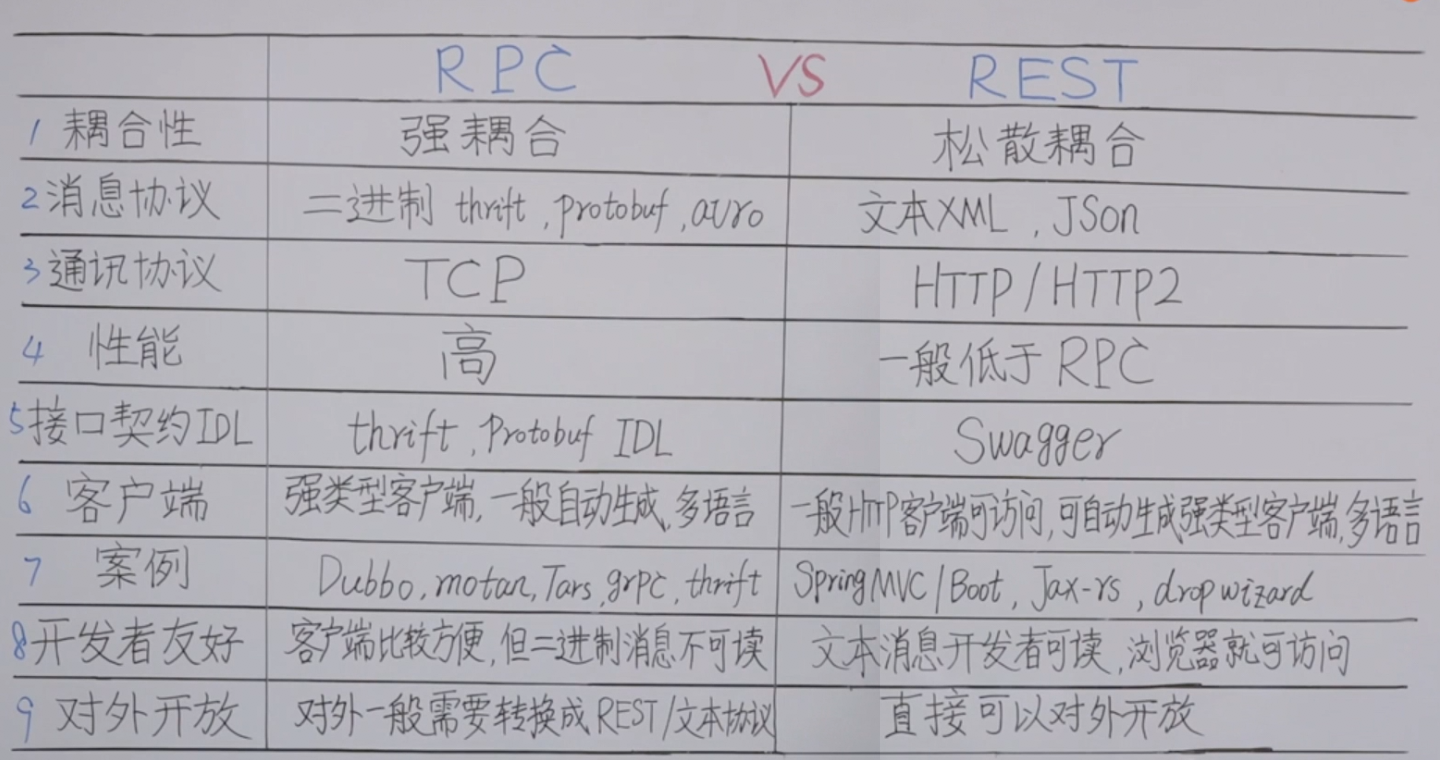 RPC VS REST
1 耦合性 强耦合 松散耦合
2 消息协议 二进制 thrift, protobuf, avro 文本XML, JSon
3 通讯协议 TCP HTTP/HTTP2
4 性能 高 一般低于RPC
5 接口契约IDL thrift, Protobuf IDL Swagger
6 客户端 强类型客户端, 一般自动生成, 多语言 一般HTTP客户端可访问, 可自动生成强类型客户端, 多语言
7 案例 Dubbo, motan, Tars, grpc, thrift Spring MVC/Boot, Jax-rs, dropwizard
8 开发者友好 客户端比较方便, 但二进制消息不可读 文本消息开发者可读, 浏览器就可访问
9 对外开放 对外一般需要转换成REST/文本协议 直接可以对外开放